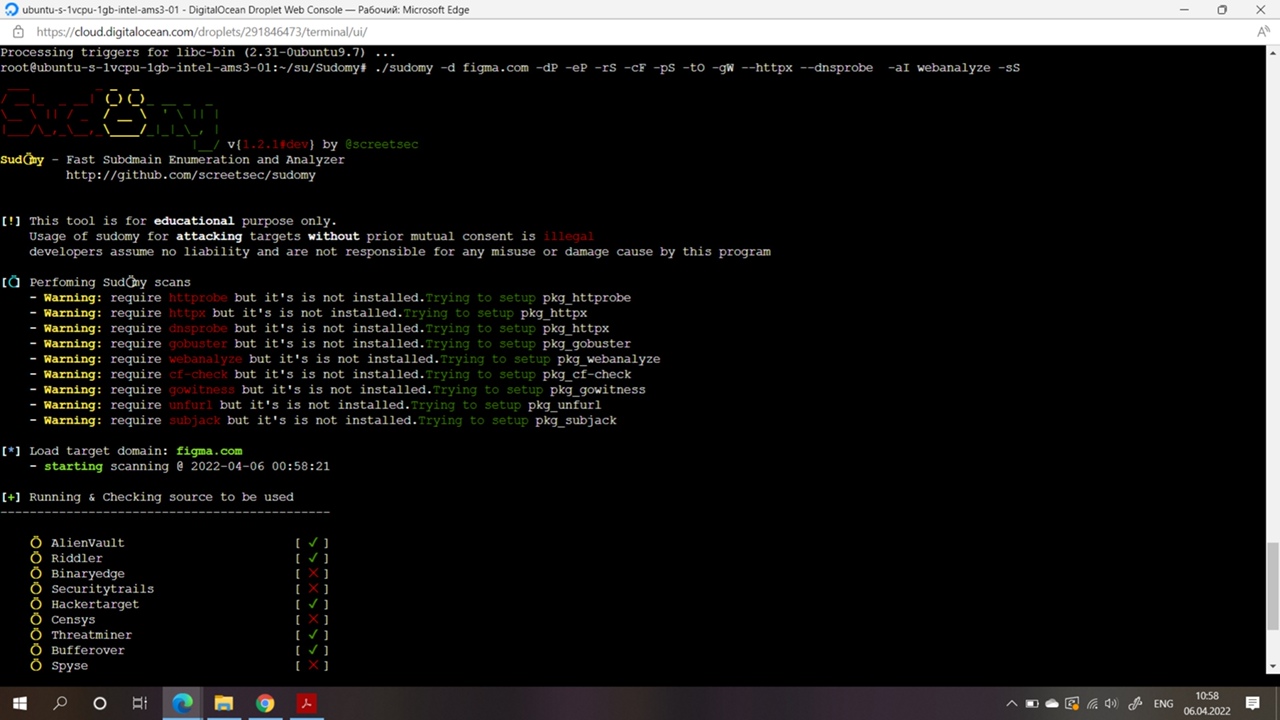 ubuntu-s-1vcpu-1gb-intel-ams3-01 - DigitalOcean Droplet Web Console — Рабочий: Microsoft Edge
https://cloud.digitalocean.com/droplets/291846473/terminal/ui/
Processing triggers for libc-bin (2.31-0ubuntu9.7) ...
root@ubuntu-s-1vcpu-1gb-intel-ams3-01:~/su/Sudomy# ./sudomy -d figma.com -dP -eP -rS -cF -pS -tO -gW --httpx --dnsprobe  -aI webanalyze -sS
v{1.2.1#dev} by @screetsec
Sudömy - Fast Subdmain Enumeration and Analyzer
http://github.com/screetsec/sudomy
[!] This tool is for educational purpose only.
Usage of sudomy for attacking targets without prior mutual consent is illegal
developers assume no liability and are not responsible for any misuse or damage cause by this program
[Ö] Perfoming Sudömy scans
- Warning: require httprobe but it's is not installed.Trying to setup pkg_httprobe
- Warning: require httpx but it's is not installed.Trying to setup pkg_httpx
- Warning: require dnsprobe but it's is not installed.Trying to setup pkg_httpx
- Warning: require gobuster but it's is not installed.Trying to setup pkg_gobuster
- Warning: require webanalyze but it's is not installed.Trying to setup pkg_webanalyze
- Warning: require cf-check but it's is not installed.Trying to setup pkg_cf-check
- Warning: require gowitness but it's is not installed.Trying to setup pkg_gowitness
- Warning: require unfurl but it's is not installed.Trying to setup pkg_unfurl
- Warning: require subjack but it's is not installed.Trying to setup pkg_subjack
[*] Load target domain: figma.com
- starting scanning @ 2022-04-06 00:58:21
[+] Running & Checking source to be used
---------------------------------------------
Ö AlienVault [ ✓ ]
Ö Riddler [ ✓ ]
Ö Binaryedge [ ✕ ]
Ö Securitytrails [ ✕ ]
Ö Hackertarget [ ✓ ]
Ö Censys [ ✕ ]
Ö Threatminer [ ✓ ]
Ö Bufferover [ ✓ ]
Ö Spyse [ ✕ ]
ENG
10:58
06.04.2022